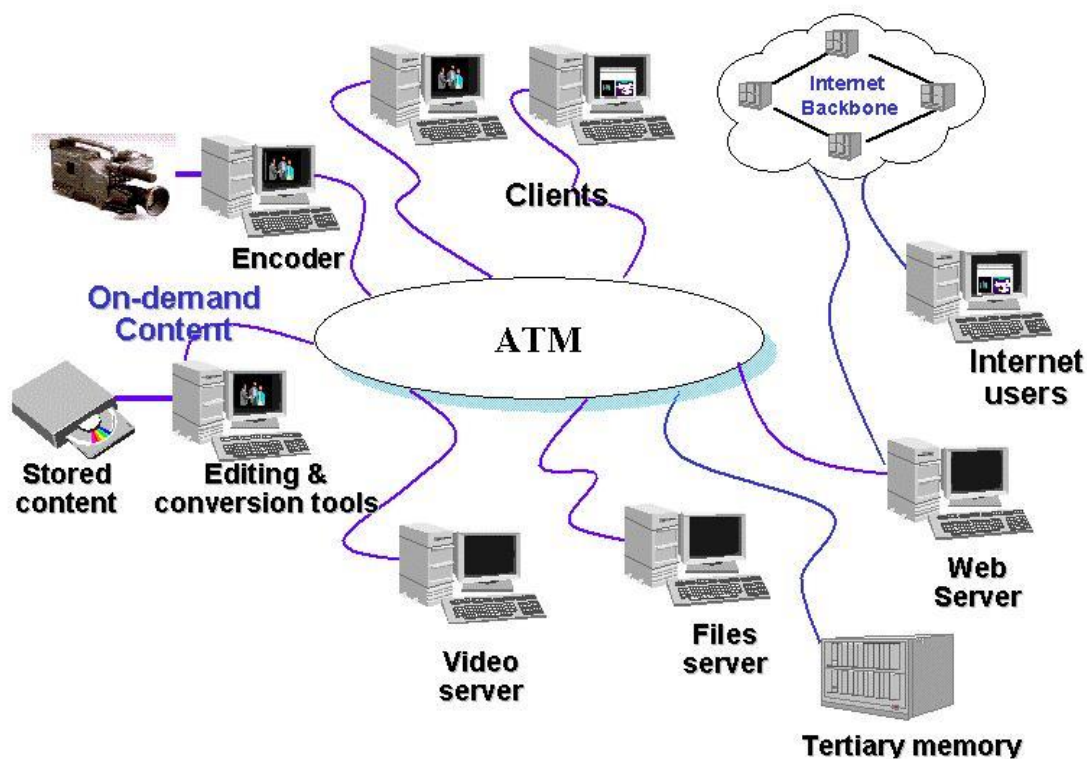 Internet
Backbone
Clients
Encoder
On-demand
Content
ATM
Internet
users
Stored
content
Editing &
conversion tools
Web
Server
Video
server
Files
server
Tertiary memory